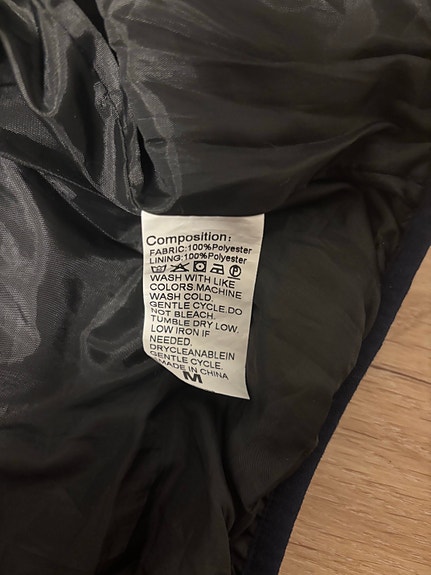 Composition:
FABRIC:100%Polyester
LINING:100%Polyester
WASH WITH LIKE
COLORS.MACHINE
WASH COLD.
GENTLE CYCLE.DO
NOT BLEACH.
TUMBLE DRY LOW.
LOW IRON IF
NEEDED.
DRYCLEANABLEIN
GENTLE CYCLE.
MADE IN CHINA
M